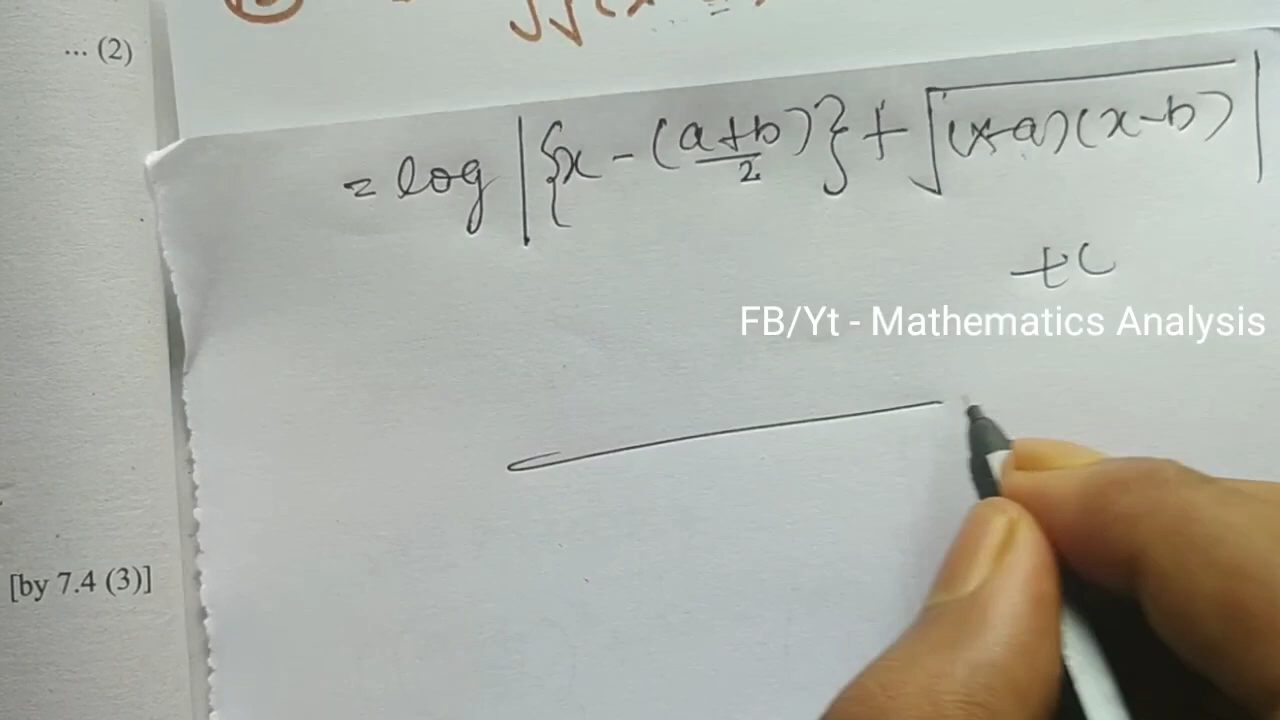 ... (2)
= log |{x - (a+b)/2} + √(x-a)(x-b)|
+c
FB/Yt - Mathematics Analysis
[by 7.4 (3)]